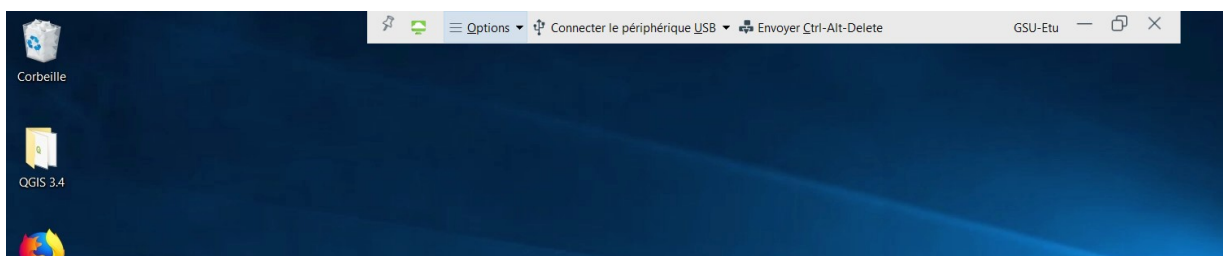 Options Connecter le périphérique USB Envoyer Ctrl-Alt-Delete GSU-Etu
Corbeille
QGIS 3.4